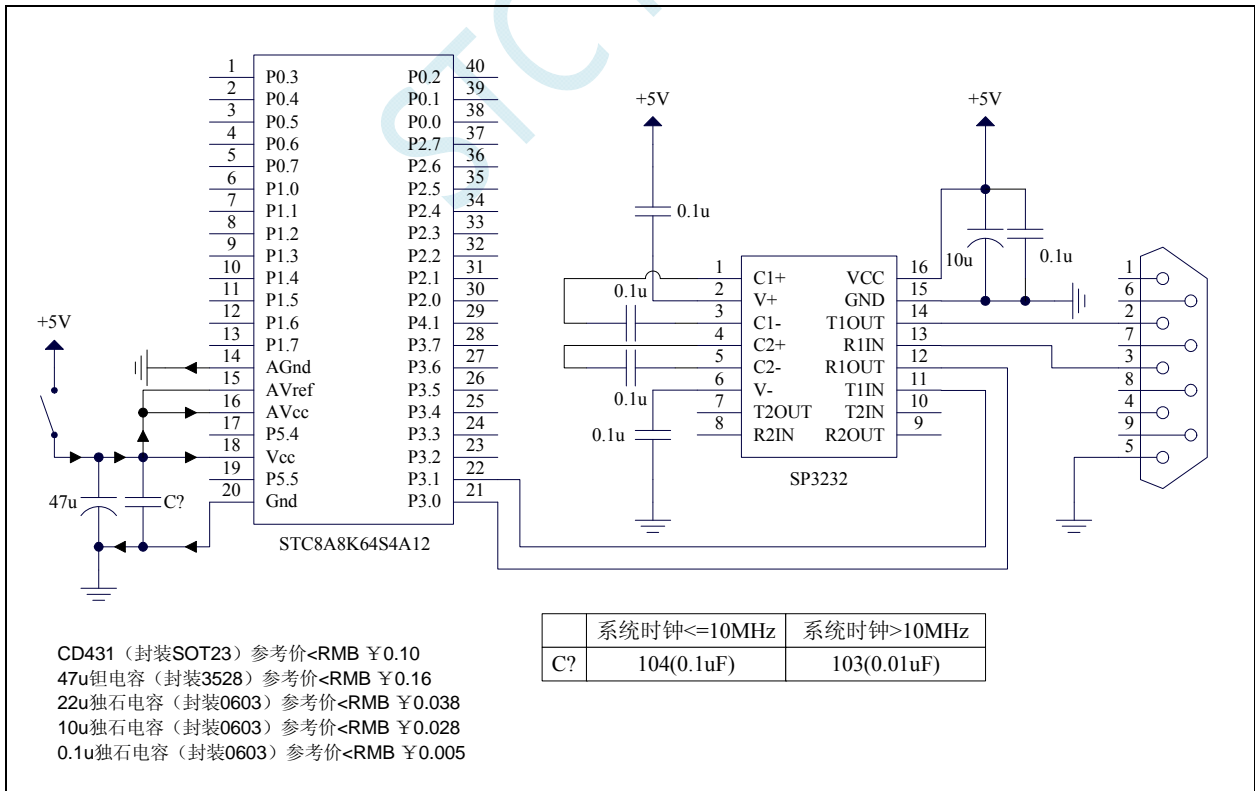 STC
1 P0.3 P0.2 40
2 P0.4 P0.1 39
3 P0.5 P0.0 38
4 P0.6 P2.7 37
5 P0.7 P2.6 36
6 P1.0 P2.5 35
7 P1.1 P2.4 34
8 P1.2 P2.3 33
9 P1.3 P2.2 32
10 P1.4 P2.1 31
11 P1.5 P2.0 30
12 P1.6 P4.1 29
13 P1.7 P3.7 28
14 AGnd P3.6 27
15 AVref P3.5 26
16 AVcc P3.4 25
17 P5.4 P3.3 24
18 Vcc P3.2 23
19 P5.5 P3.1 22
20 Gnd P3.0 21
STC8A8K64S4A12
+5V
47u
C?
+5V
0.1u
+5V
10u
0.1u
1 C1+ VCC 16
2 V+ GND 15
3 C1- T1OUT 14
4 C2+ R1IN 13
5 C2- R1OUT 12
6 V- T1IN 11
7 T2OUT T2IN 10
8 R2IN R2OUT 9
SP3232
0.1u
0.1u
0.1u
1
6
2
7
3
8
4
9
5
系统时钟<=10MHz 系统时钟>10MHz
C? 104(0.1uF) 103(0.01uF)
CD431（封装SOT23）参考价<RMB ￥0.10
47u钽电容（封装3528）参考价<RMB ￥0.16
22u独石电容（封装0603）参考价<RMB ￥0.038
10u独石电容（封装0603）参考价<RMB ￥0.028
0.1u独石电容（封装0603）参考价<RMB ￥0.005